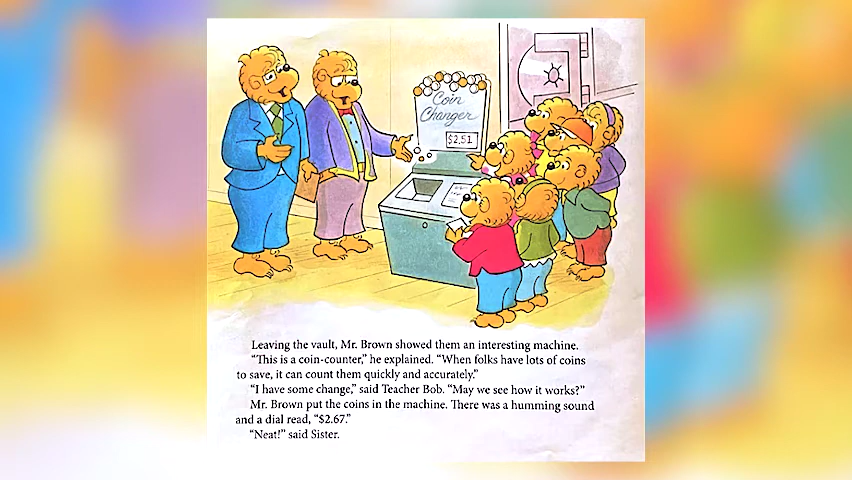 Coin
Changer
$2.51
Leaving the vault, Mr. Brown showed them an interesting machine.
“This is a coin-counter,” he explained. “When folks have lots of coins
to save, it can count them quickly and accurately.”
“I have some change,” said Teacher Bob. “May we see how it works?”
Mr. Brown put the coins in the machine. There was a humming sound
and a dial read, “$2.67.”
“Neat!” said Sister.